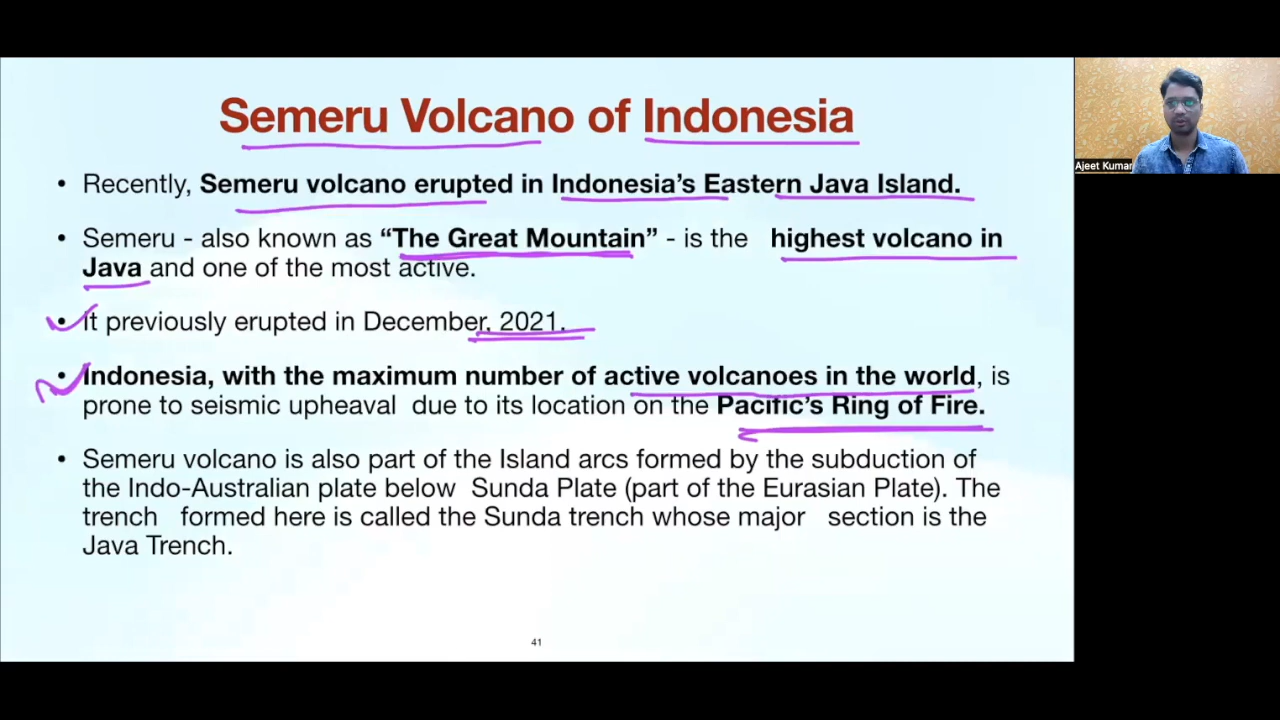 Semeru Volcano of Indonesia
• Recently, Semeru volcano erupted in Indonesia's Eastern Java Island.
• Semeru - also known as “The Great Mountain” - is the highest volcano in
Java and one of the most active.
• It previously erupted in December, 2021.
• Indonesia, with the maximum number of active volcanoes in the world, is
prone to seismic upheaval due to its location on the Pacific's Ring of Fire.
• Semeru volcano is also part of the Island arcs formed by the subduction of
the Indo-Australian plate below Sunda Plate (part of the Eurasian Plate). The
trench formed here is called the Sunda trench whose major section is the
Java Trench.
41
Ajeet Kumar